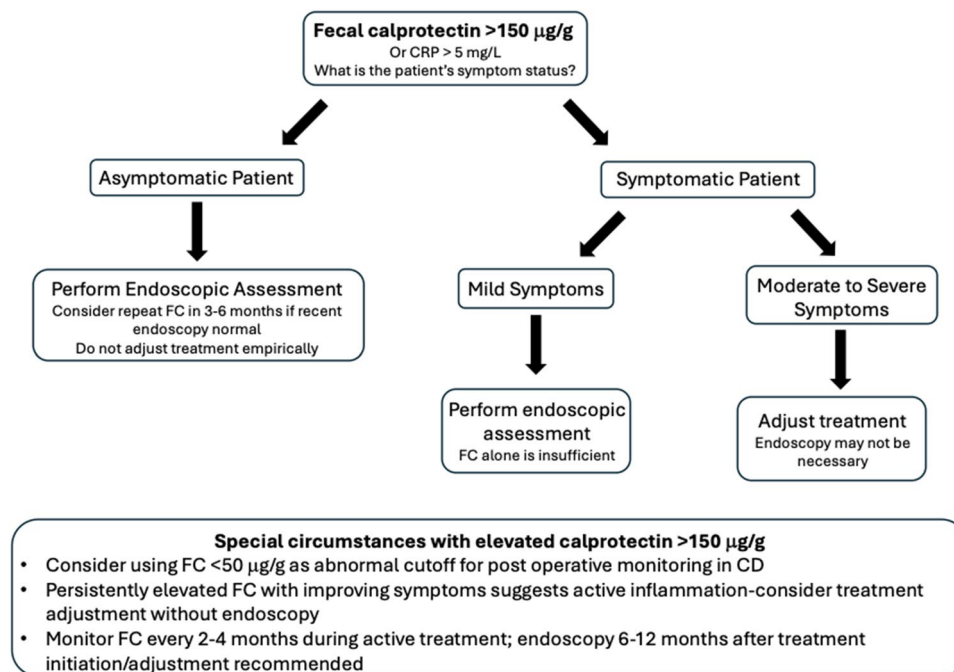 Fecal calprotectin >150 µg/g
Or CRP > 5 mg/L
What is the patient's symptom status?
Asymptomatic Patient
Symptomatic Patient
Perform Endoscopic Assessment
Consider repeat FC in 3-6 months if recent
endoscopy normal
Do not adjust treatment empirically
Mild Symptoms
Moderate to Severe
Symptoms
Perform endoscopic
assessment
FC alone is insufficient
Adjust treatment
Endoscopy may not be
necessary
Special circumstances with elevated calprotectin >150 µg/g
• Consider using FC <50 µg/g as abnormal cutoff for post operative monitoring in CD
• Persistently elevated FC with improving symptoms suggests active inflammation-consider treatment
adjustment without endoscopy
• Monitor FC every 2-4 months during active treatment; endoscopy 6-12 months after treatment
initiation/adjustment recommended